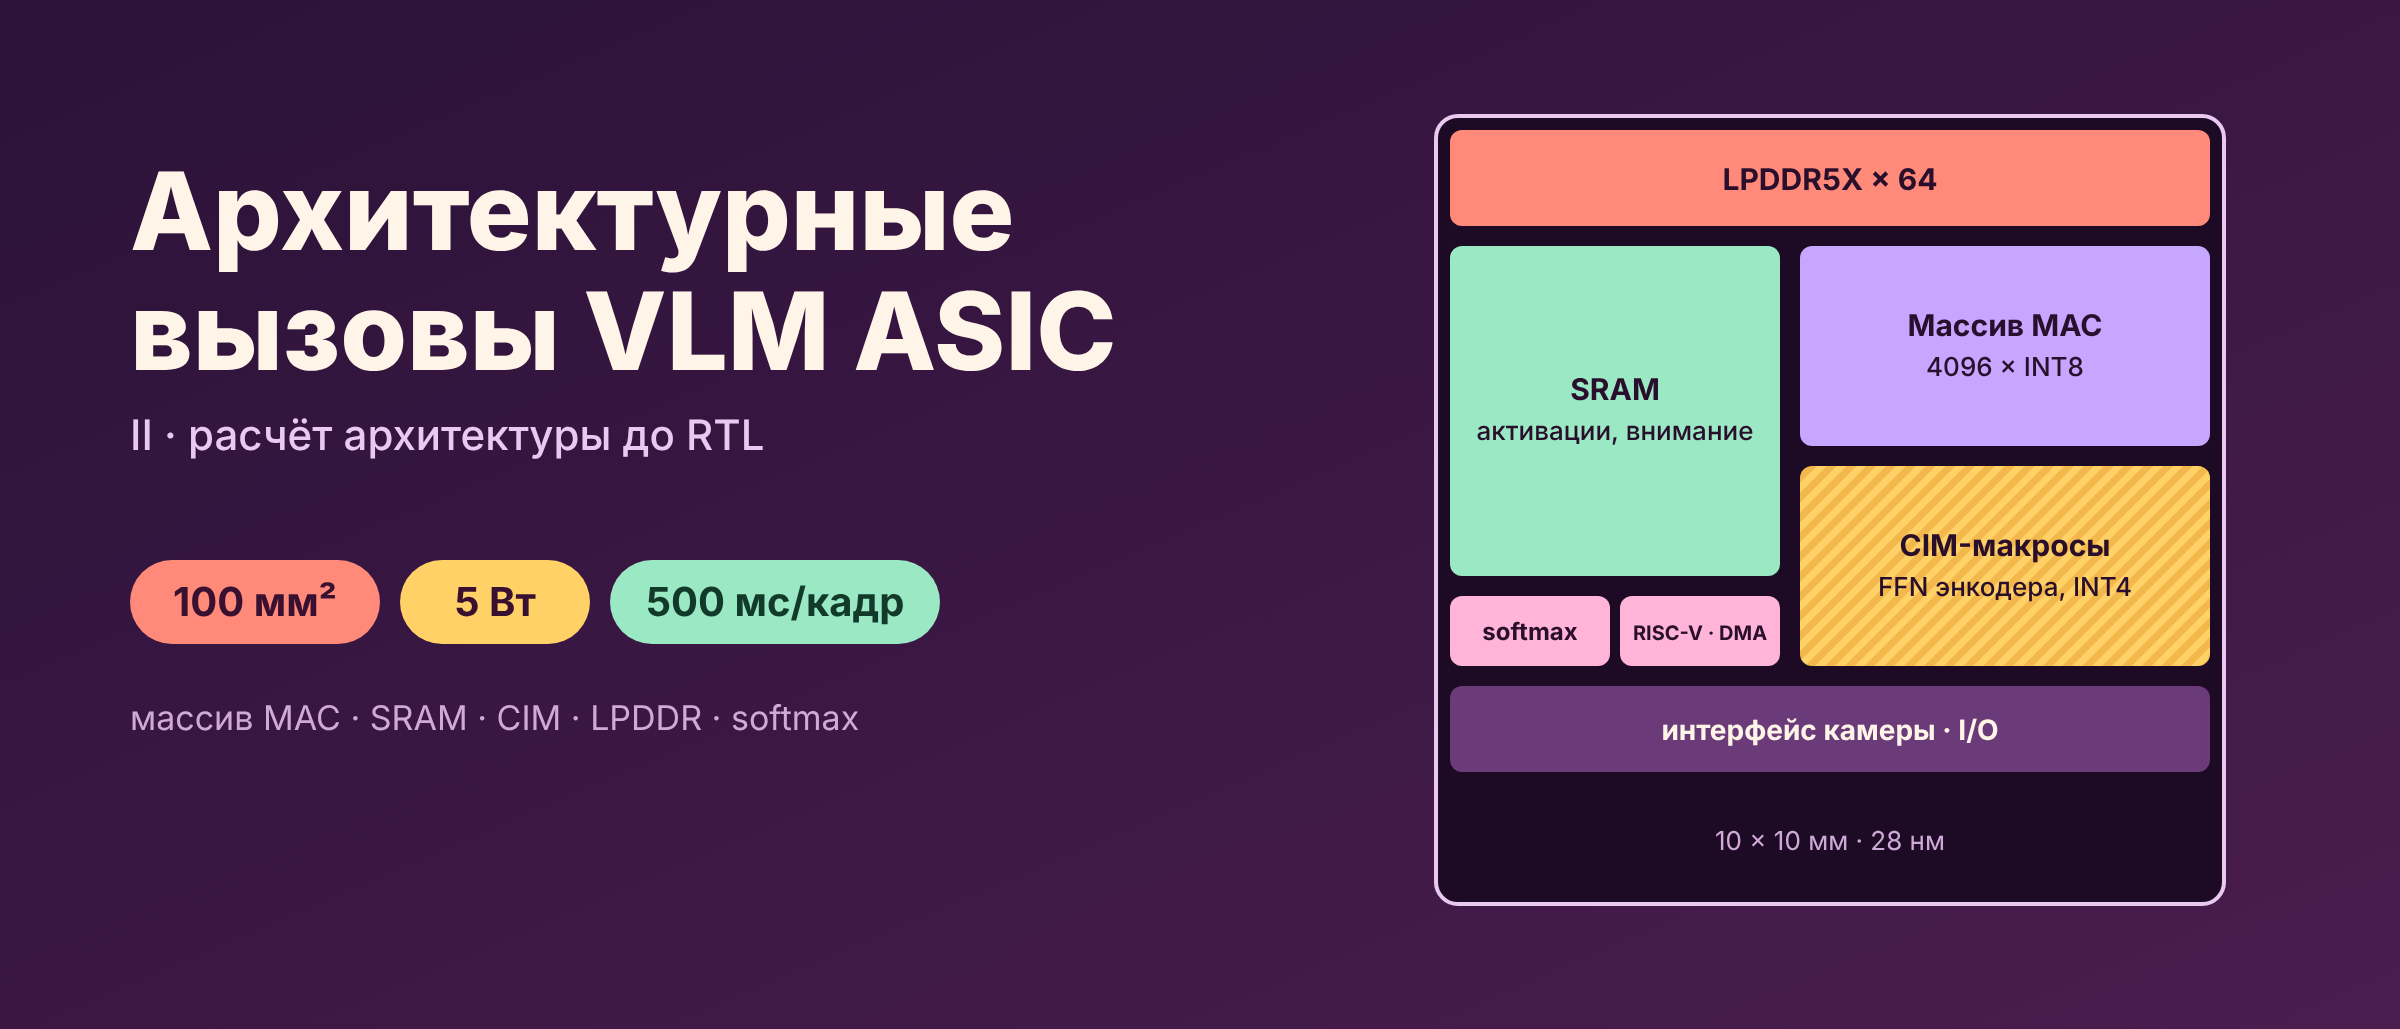 Архитектурные
вызовы VLM ASIC
II · расчёт архитектуры до RTL
100 мм²
5 Вт
500 мс/кадр
массив MAC · SRAM · CIM · LPDDR · softmax
LPDDR5X × 64
SRAM
активации, внимание
Массив MAC
4096 × INT8
CIM-макросы
FFN энкодера, INT4
softmax
RISC-V · DMA
интерфейс камеры · I/O
10 × 10 мм · 28 нм